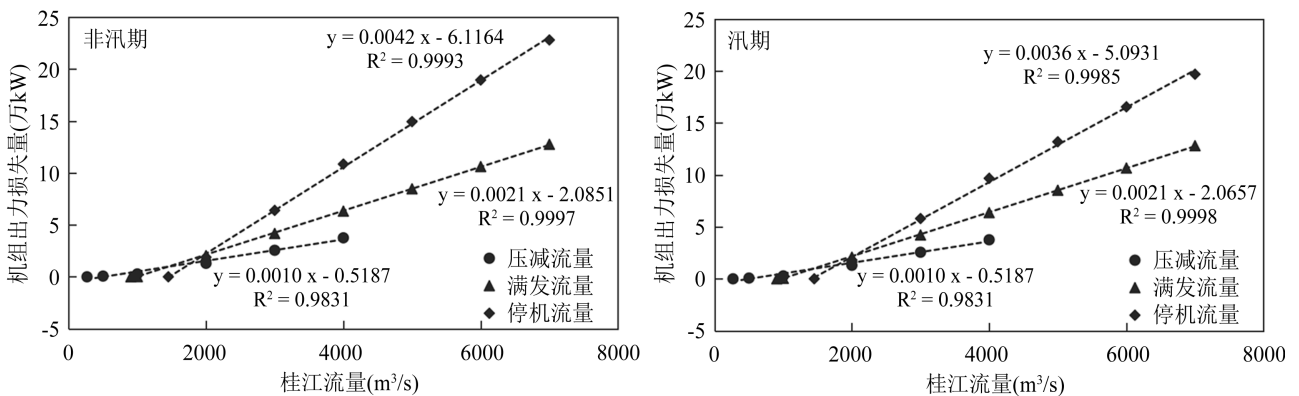 25
20
15
10
5
0
-5
机组出力损失量(万kW)
非汛期
y = 0.0042 x - 6.1164
R² = 0.9993
y = 0.0021 x - 2.0851
R² = 0.9997
y = 0.0010 x - 0.5187
R² = 0.9831
压减流量
满发流量
停机流量
0
2000
4000
6000
8000
桂江流量(m³/s)
25
20
15
10
5
0
-5
机组出力损失量(万kW)
汛期
y = 0.0036 x - 5.0931
R² = 0.9985
y = 0.0021 x - 2.0657
R² = 0.9998
y = 0.0010 x - 0.5187
R² = 0.9831
压减流量
满发流量
停机流量
0
2000
4000
6000
8000
桂江流量(m³/s)